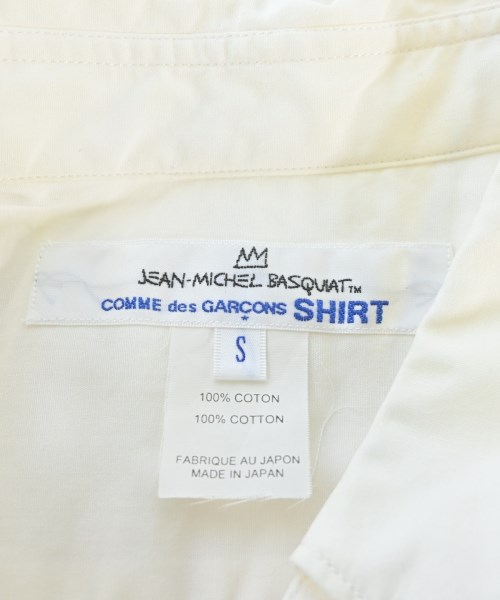 JEAN-MICHEL BASQUIAT™
COMME des GARÇONS SHIRT
*
S
100% COTON
100% COTTON
FABRIQUE AU JAPON
MADE IN JAPAN